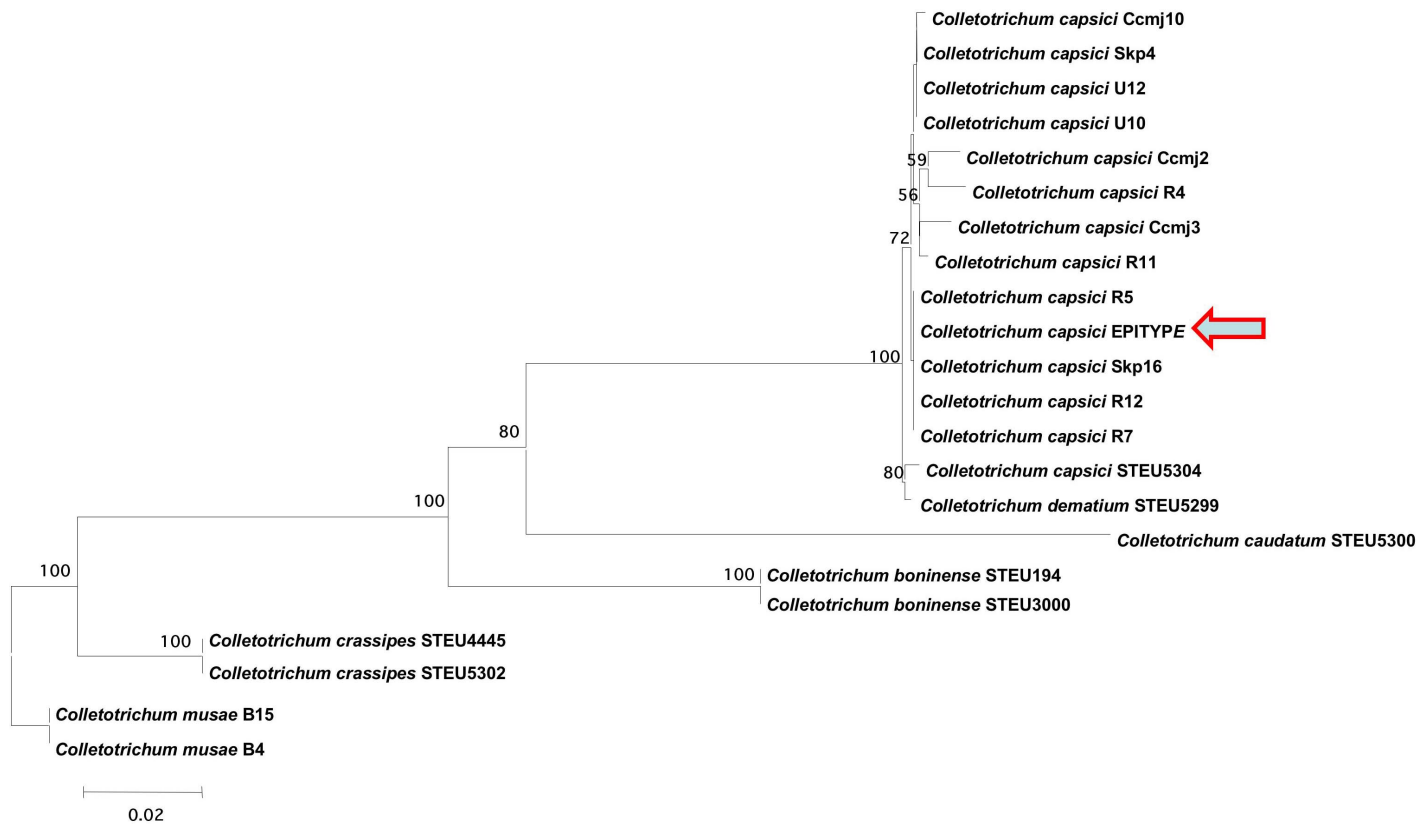 Colletotrichum capsici Ccmj10
Colletotrichum capsici Skp4
Colletotrichum capsici U12
Colletotrichum capsici U10
59
Colletotrichum capsici Ccmj2
56
Colletotrichum capsici R4
Colletotrichum capsici Ccmj3
72
Colletotrichum capsici R11
Colletotrichum capsici R5
Colletotrichum capsici EPITYPE
100
Colletotrichum capsici Skp16
Colletotrichum capsici R12
80
Colletotrichum capsici R7
80
Colletotrichum capsici STEU5304
100
Colletotrichum dematium STEU5299
Colletotrichum caudatum STEU5300
100
100
Colletotrichum boninense STEU194
Colletotrichum boninense STEU3000
100
Colletotrichum crassipes STEU4445
Colletotrichum crassipes STEU5302
Colletotrichum musae B15
Colletotrichum musae B4
0.02